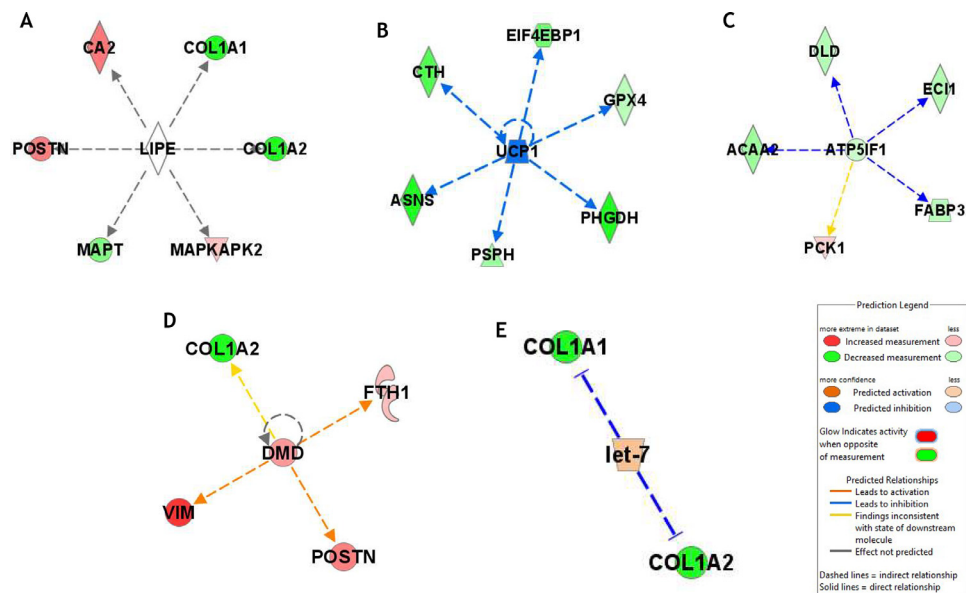 A
CA2
COL1A1
POSTN
LIPE
COL1A2
MAPT
MAPKAPK2
B
EIF4EBP1
CTH
GPX4
UCP1
ASNS
PHGDH
PSPH
C
DLD
ECI1
ACAA2
ATP5IF1
FABP3
PCK1
D
COL1A2
FTH1
DMD
VIM
POSTN
E
COL1A1
let-7
COL1A2
Prediction Legend
more extreme in dataset less
Increased measurement
Decreased measurement
more confidence less
Predicted activation
Predicted inhibition
Glow Indicates activity
when opposite
of measurement
Predicted Relationships
Leads to activation
Leads to inhibition
Findings inconsistent
with state of downstream
molecule
Effect not predicted
Dashed lines = indirect relationship
Solid lines = direct relationship